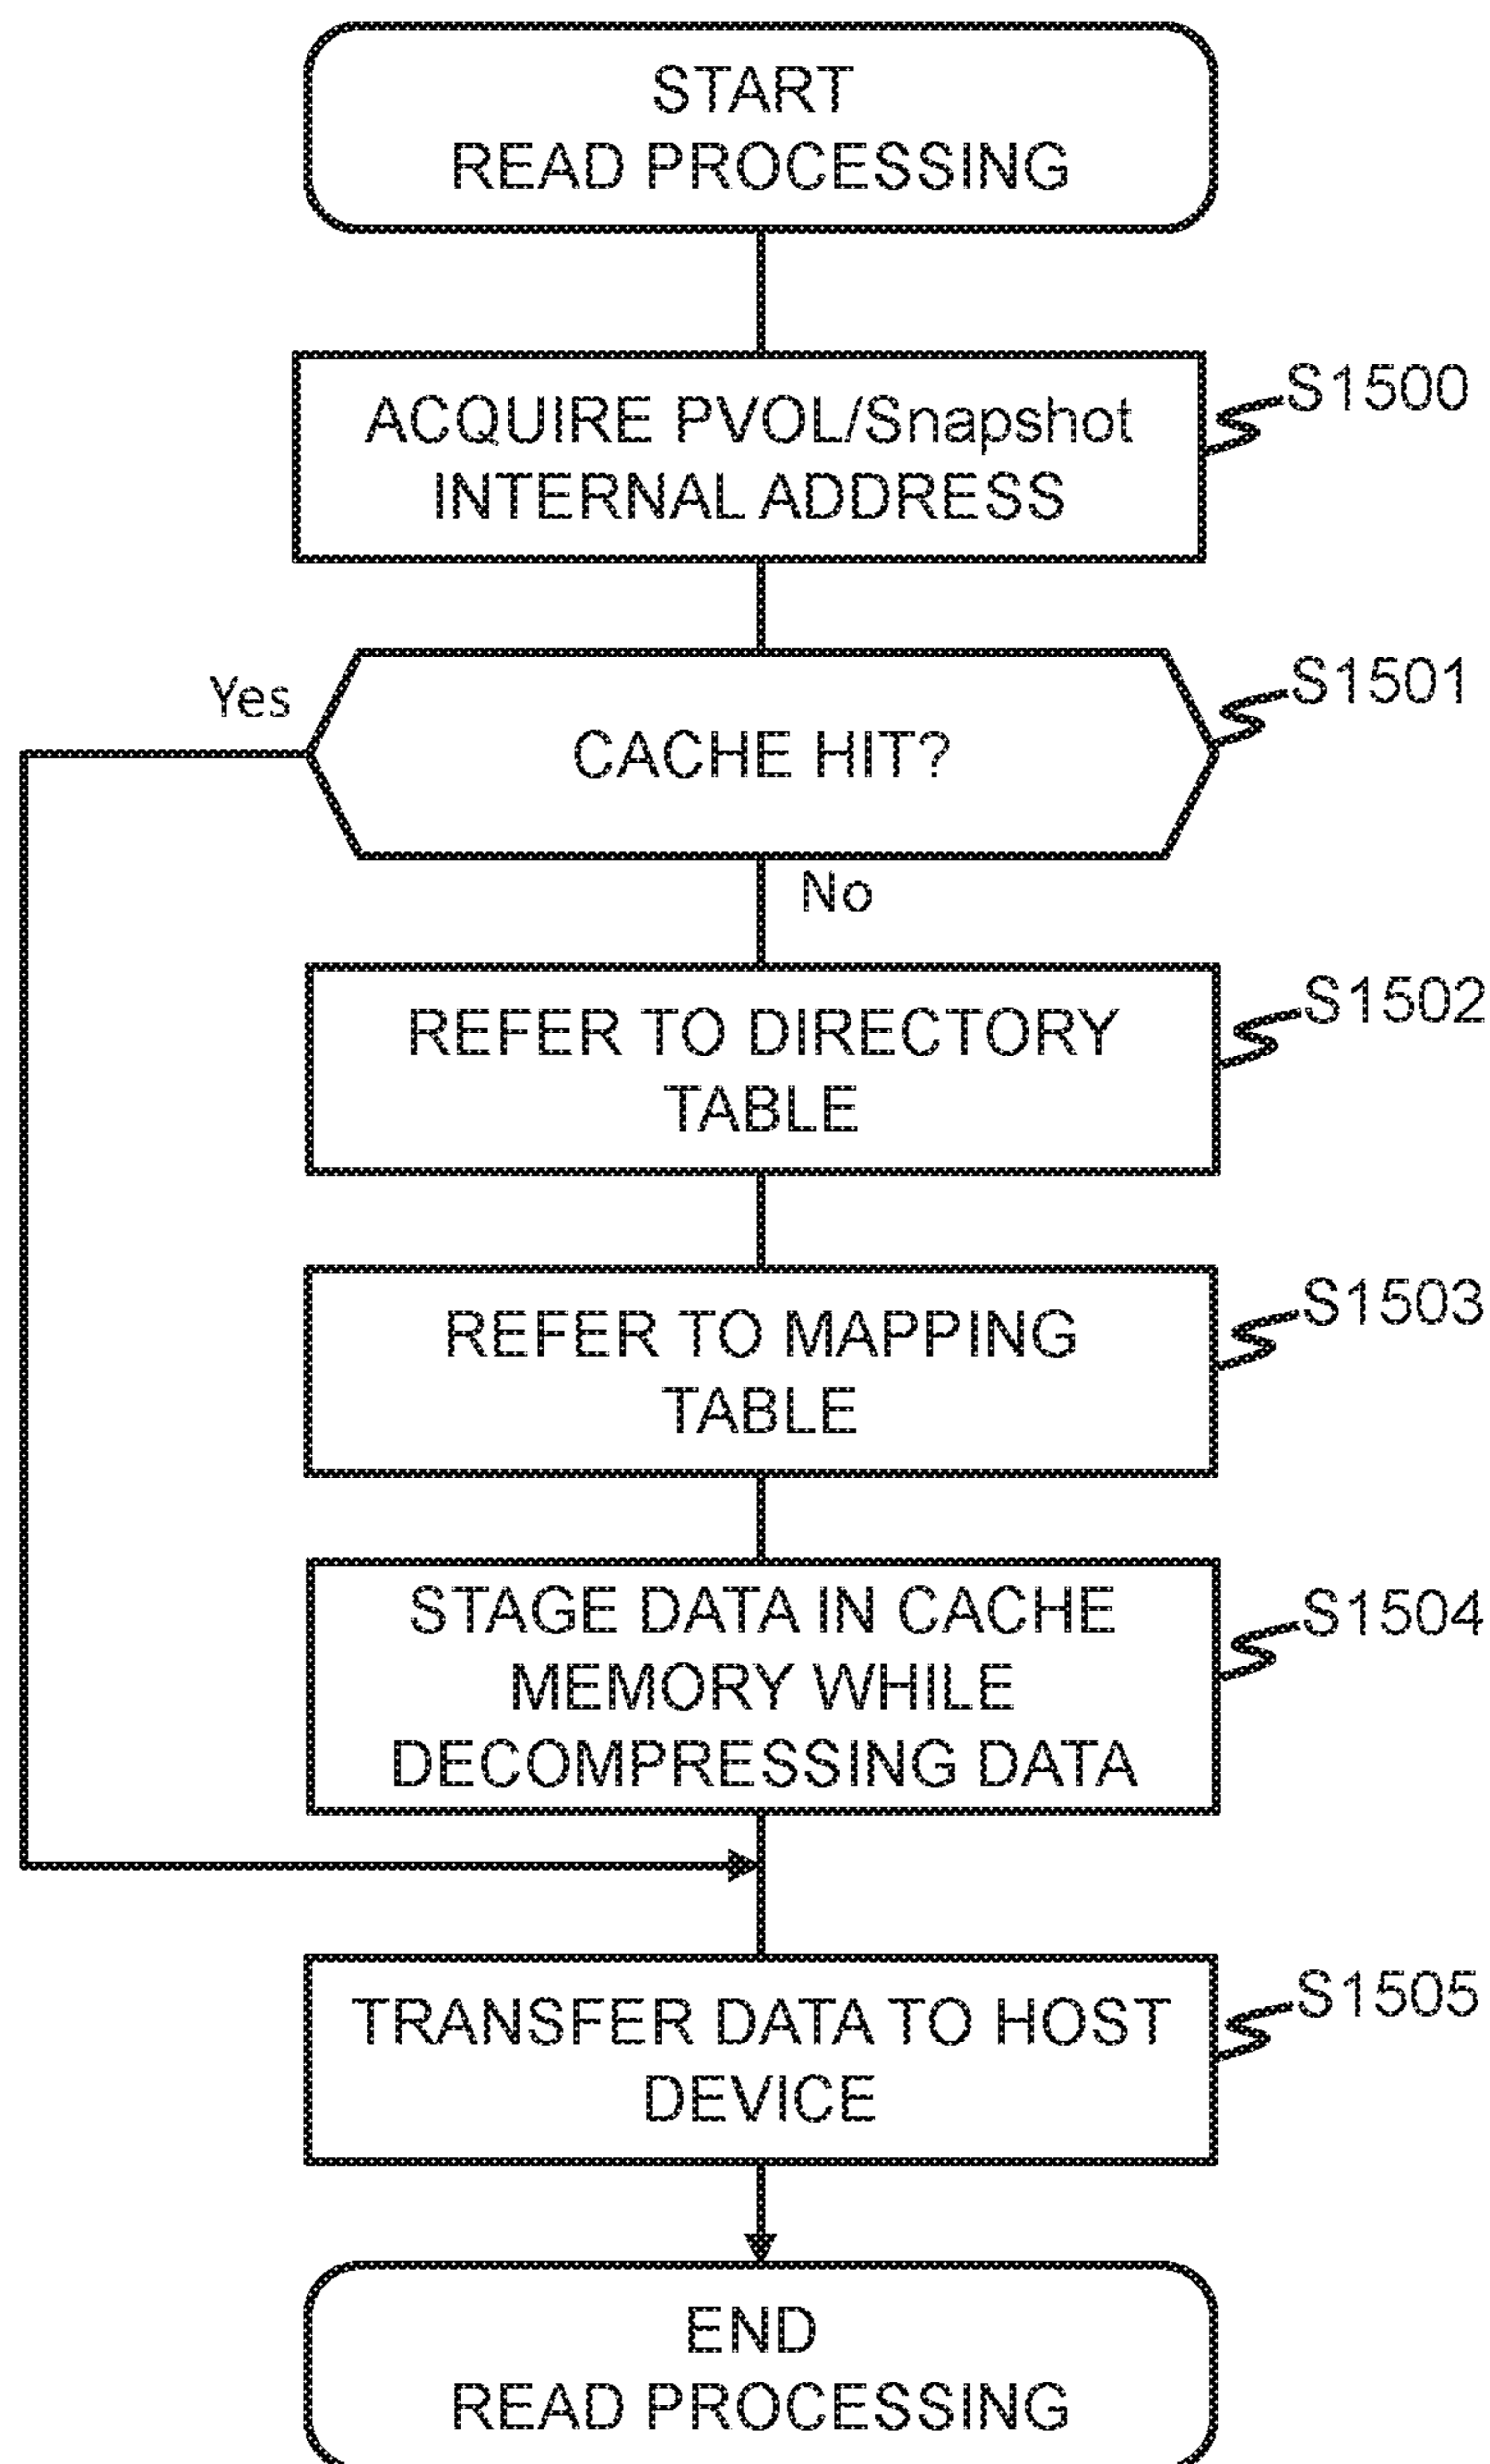 START
READ PROCESSING
ACQUIRE PVOL/Snapshot
INTERNAL ADDRESS
S1500
Yes
CACHE HIT?
S1501
No
REFER TO DIRECTORY
TABLE
S1502
REFER TO MAPPING
TABLE
S1503
STAGE DATA IN CACHE
MEMORY WHILE
DECOMPRESSING DATA
S1504
TRANSFER DATA TO HOST
DEVICE
S1505
END
READ PROCESSING